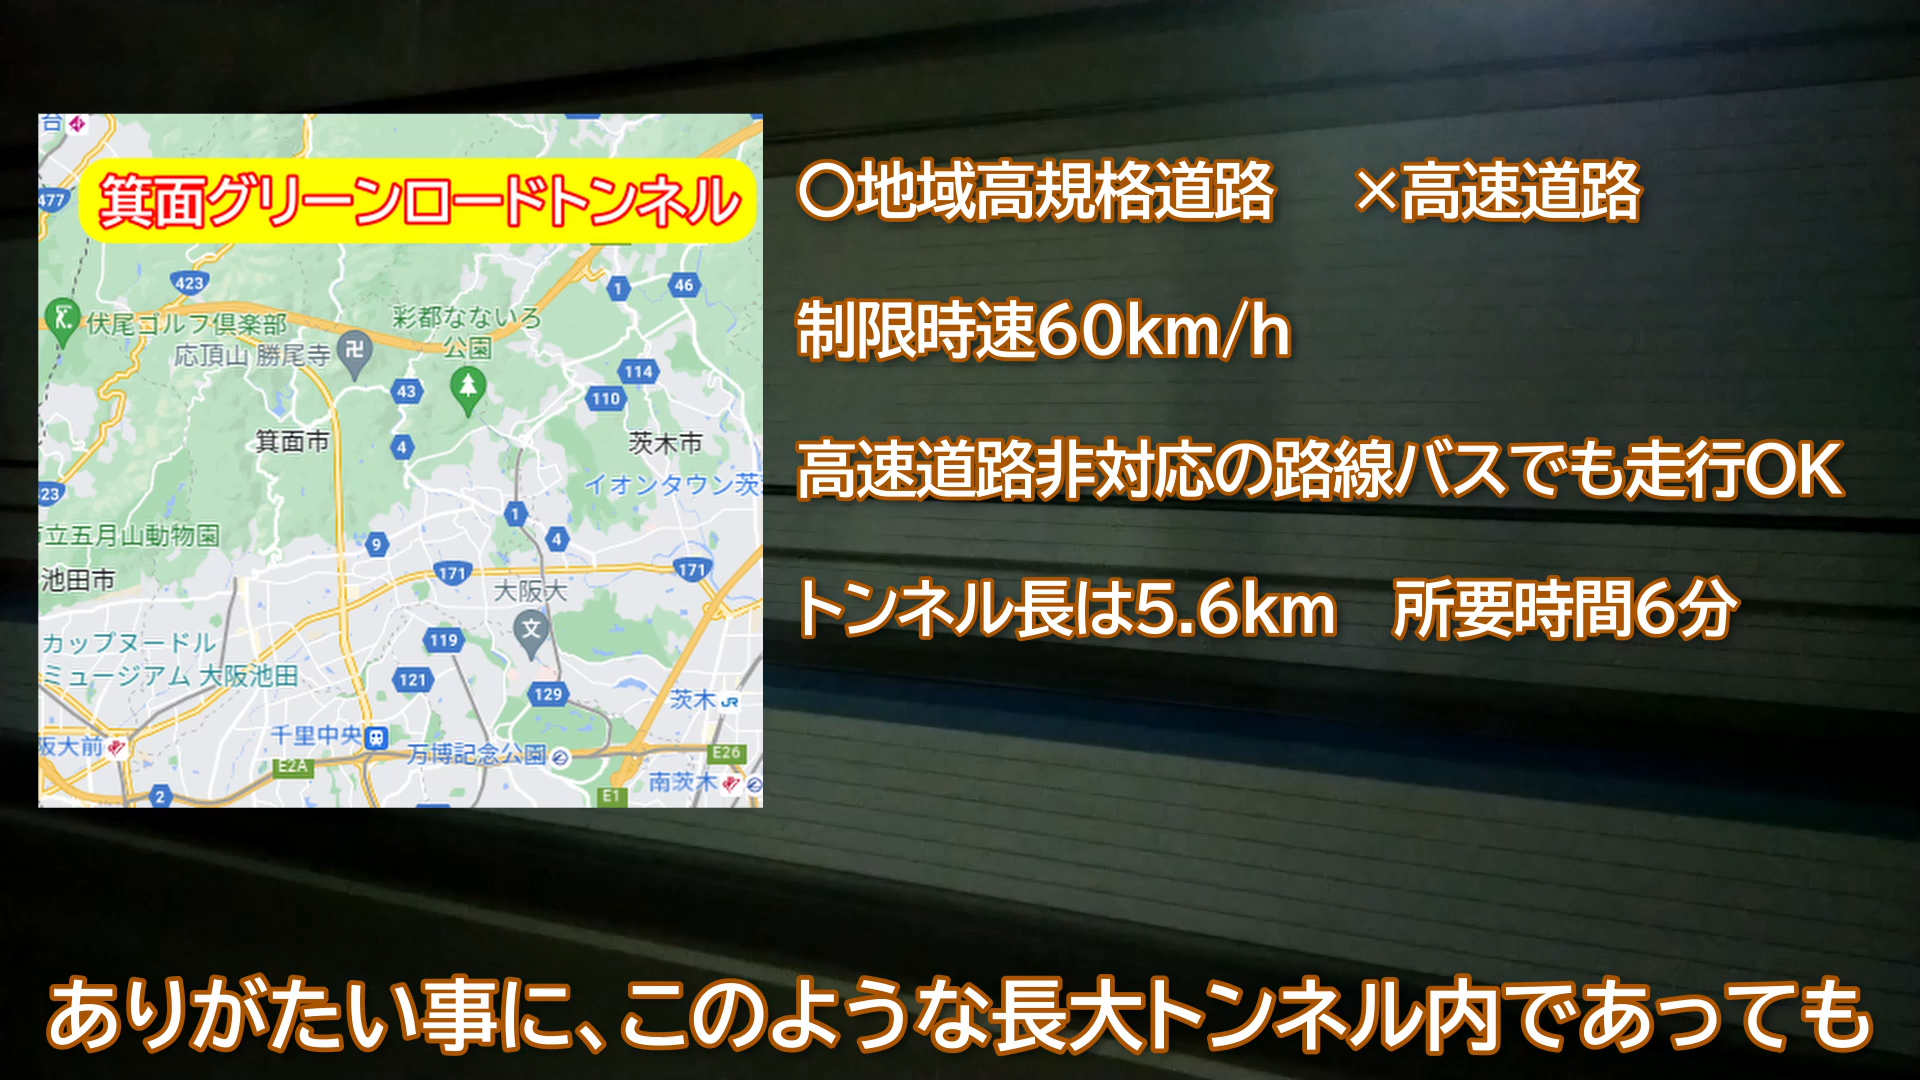 台
箕面グリーンロードトンネル
477
423
1
46
伏尾ゴルフ倶楽部
彩都なないろ
公園
応頂山 勝尾寺
卍
114
43
110
箕面市
4
茨木市
23
イオンタウン茨
1
市立五月山動物園
9
4
池田市
171
171
大阪大
文
カップヌードル
119
ミュージアム 大阪池田
121
129
茨木 JR
千里中央
阪大前
万博記念公園
E26
E2A
南茨木
2
E1
〇地域高規格道路 ×高速道路
制限時速60km/h
高速道路非対応の路線バスでも走行OK
トンネル長は5.6km 所要時間6分
ありがたい事に、このような長大トンネル内であっても